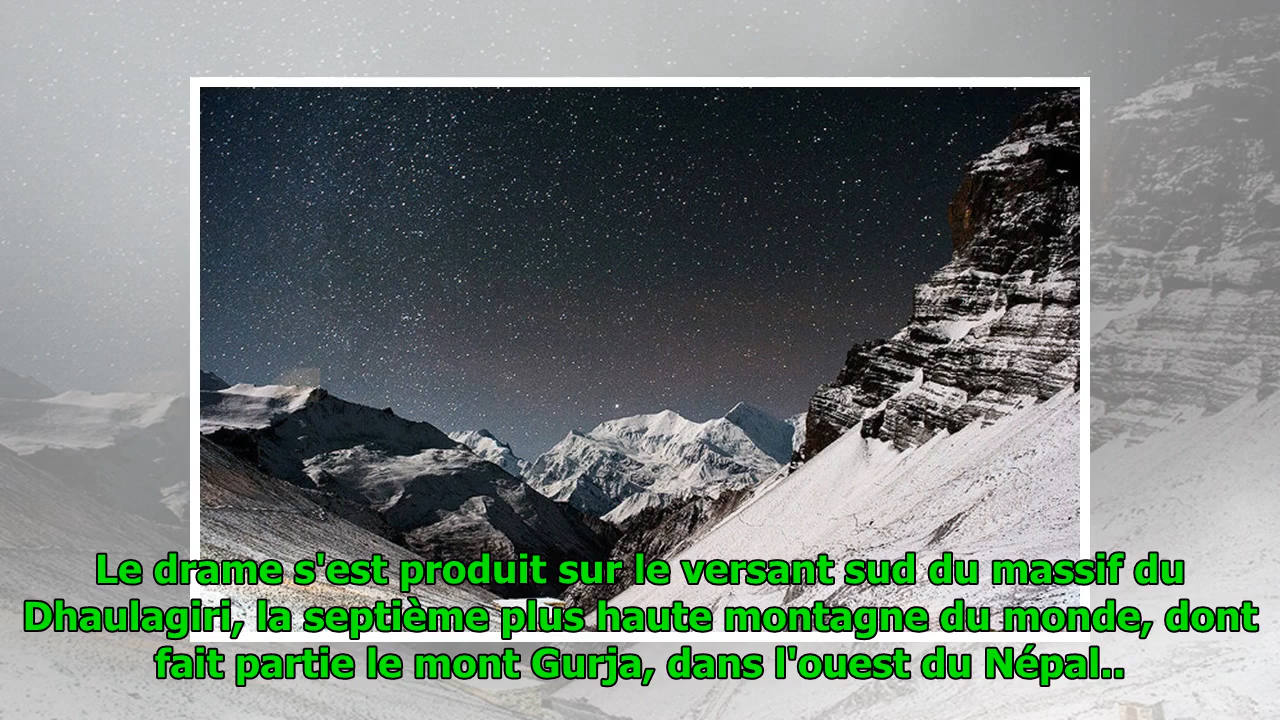 Le drame s'est produit sur le versant sud du massif du
Dhaulagiri, la septième plus haute montagne du monde, dont
fait partie le mont Gurja, dans l'ouest du Népal..